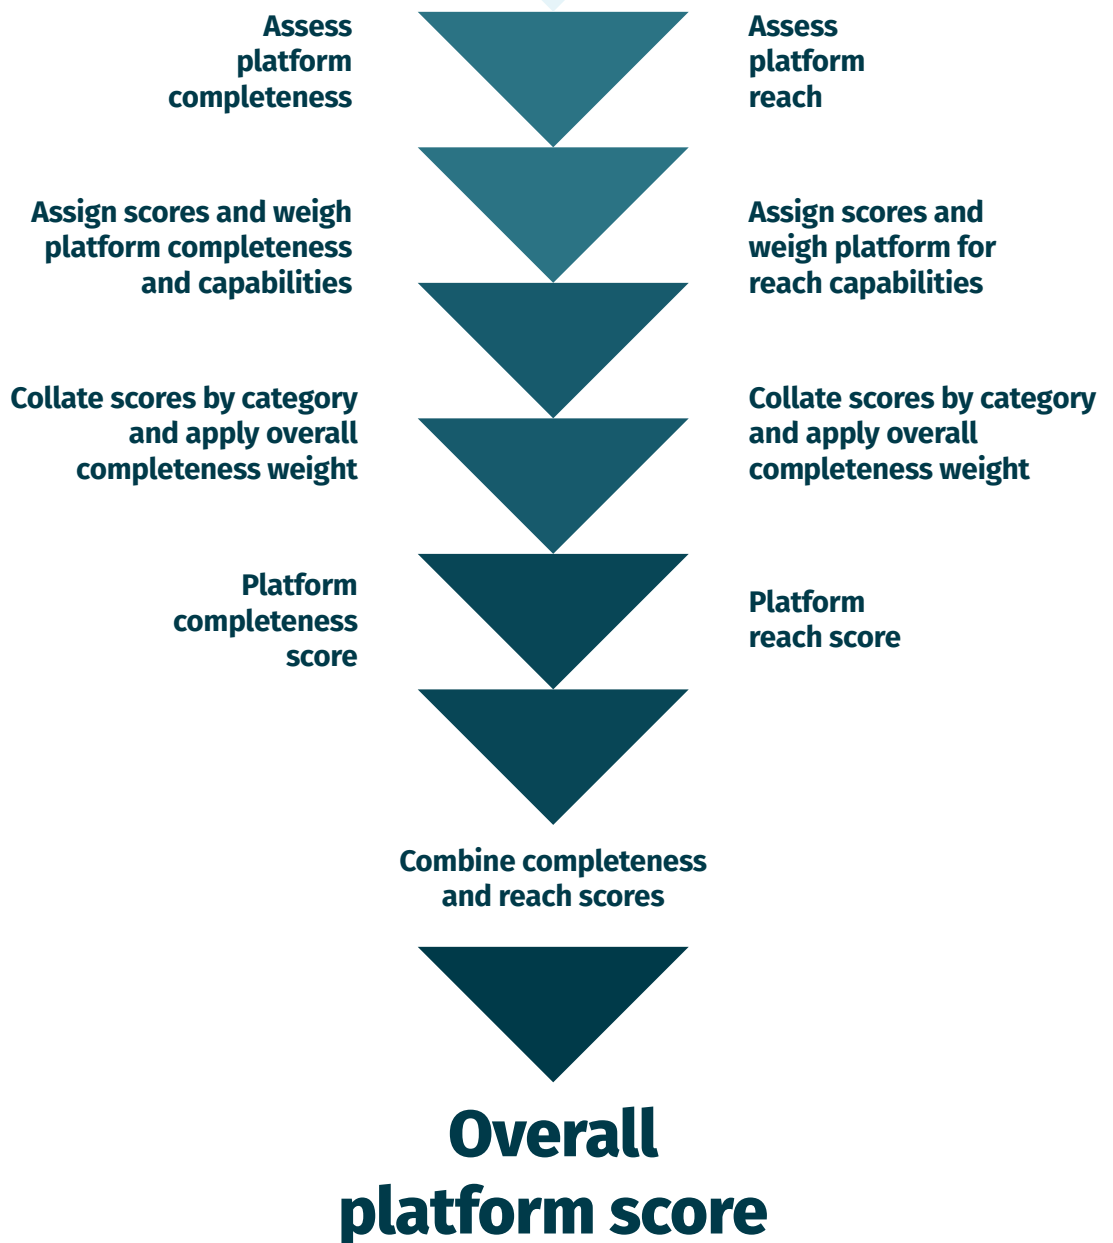 Assess
platform
completeness
Assess
platform
reach
Assign scores and weigh
platform completeness
and capabilities
Assign scores and
weigh platform for
reach capabilities
Collate scores by category
and apply overall
completeness weight
Collate scores by category
and apply overall
completeness weight
Platform
completeness
score
Platform
reach score
Combine completeness
and reach scores
Overall
platform score